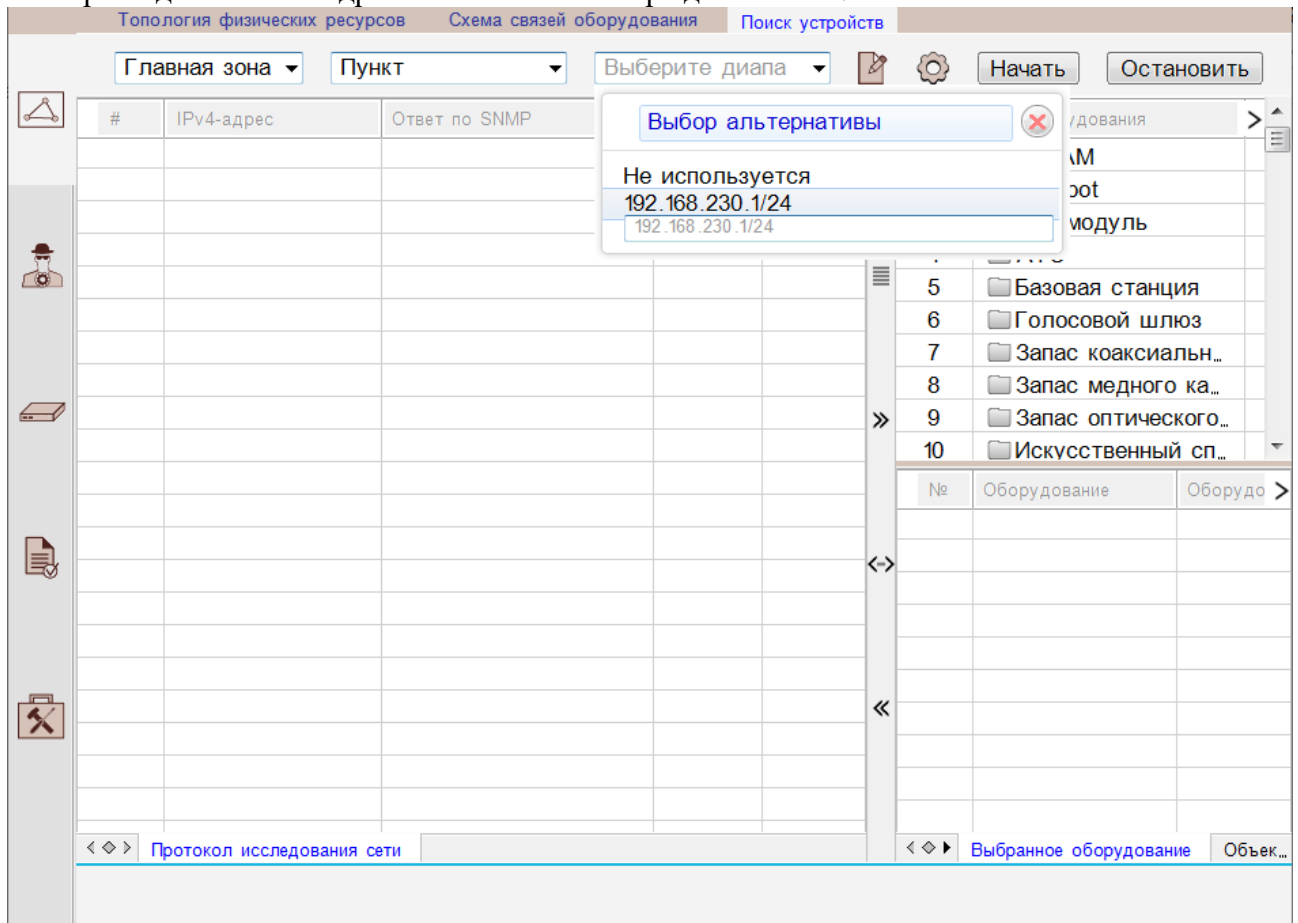 Топология физических ресурсов Схема связей оборудования Поиск устройств
Главная зона Пункт Выберите диапа Начать Остановить
# IPv4-адрес Ответ по SNMP
Выбор альтернативы
Не используется
192.168.230.1/24
192.168.230.1/24
модуль
5 Базовая станция
6 Голосовой шлюз
7 Запас коаксиальн...
8 Запас медного ка...
9 Запас оптического...
10 Искусственный сп...
№ Оборудование Оборудо
Протокол исследования сети
Выбранное оборудование Объек...